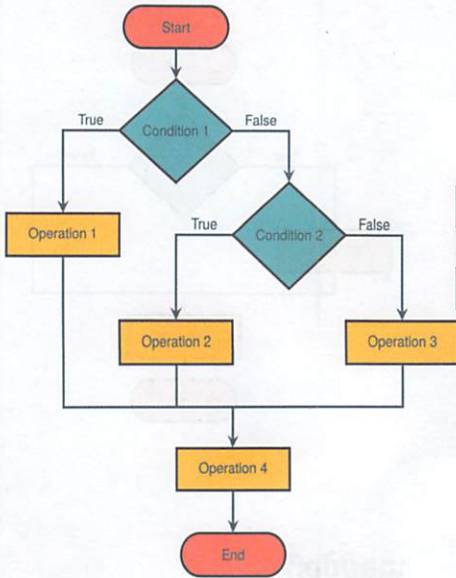 Start
Condition 1
True
False
Operation 1
Condition 2
True
False
Operation 2
Operation 3
Operation 4
End